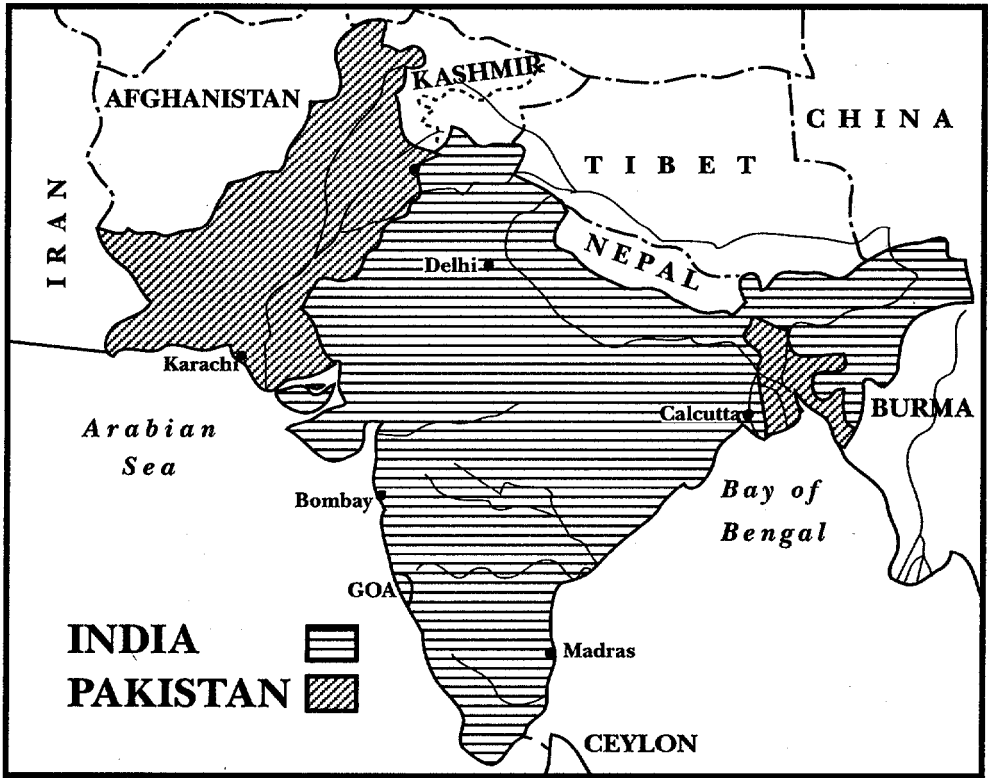 KASHMIR
AFGHANISTAN
CHINA
TIBET
IRAN
NEPAL
Delhi
Karachi
Calcutta
BURMA
Arabian
Sea
Bay of
Bengal
Bombay
GOA
INDIA
Madras
PAKISTAN
CEYLON